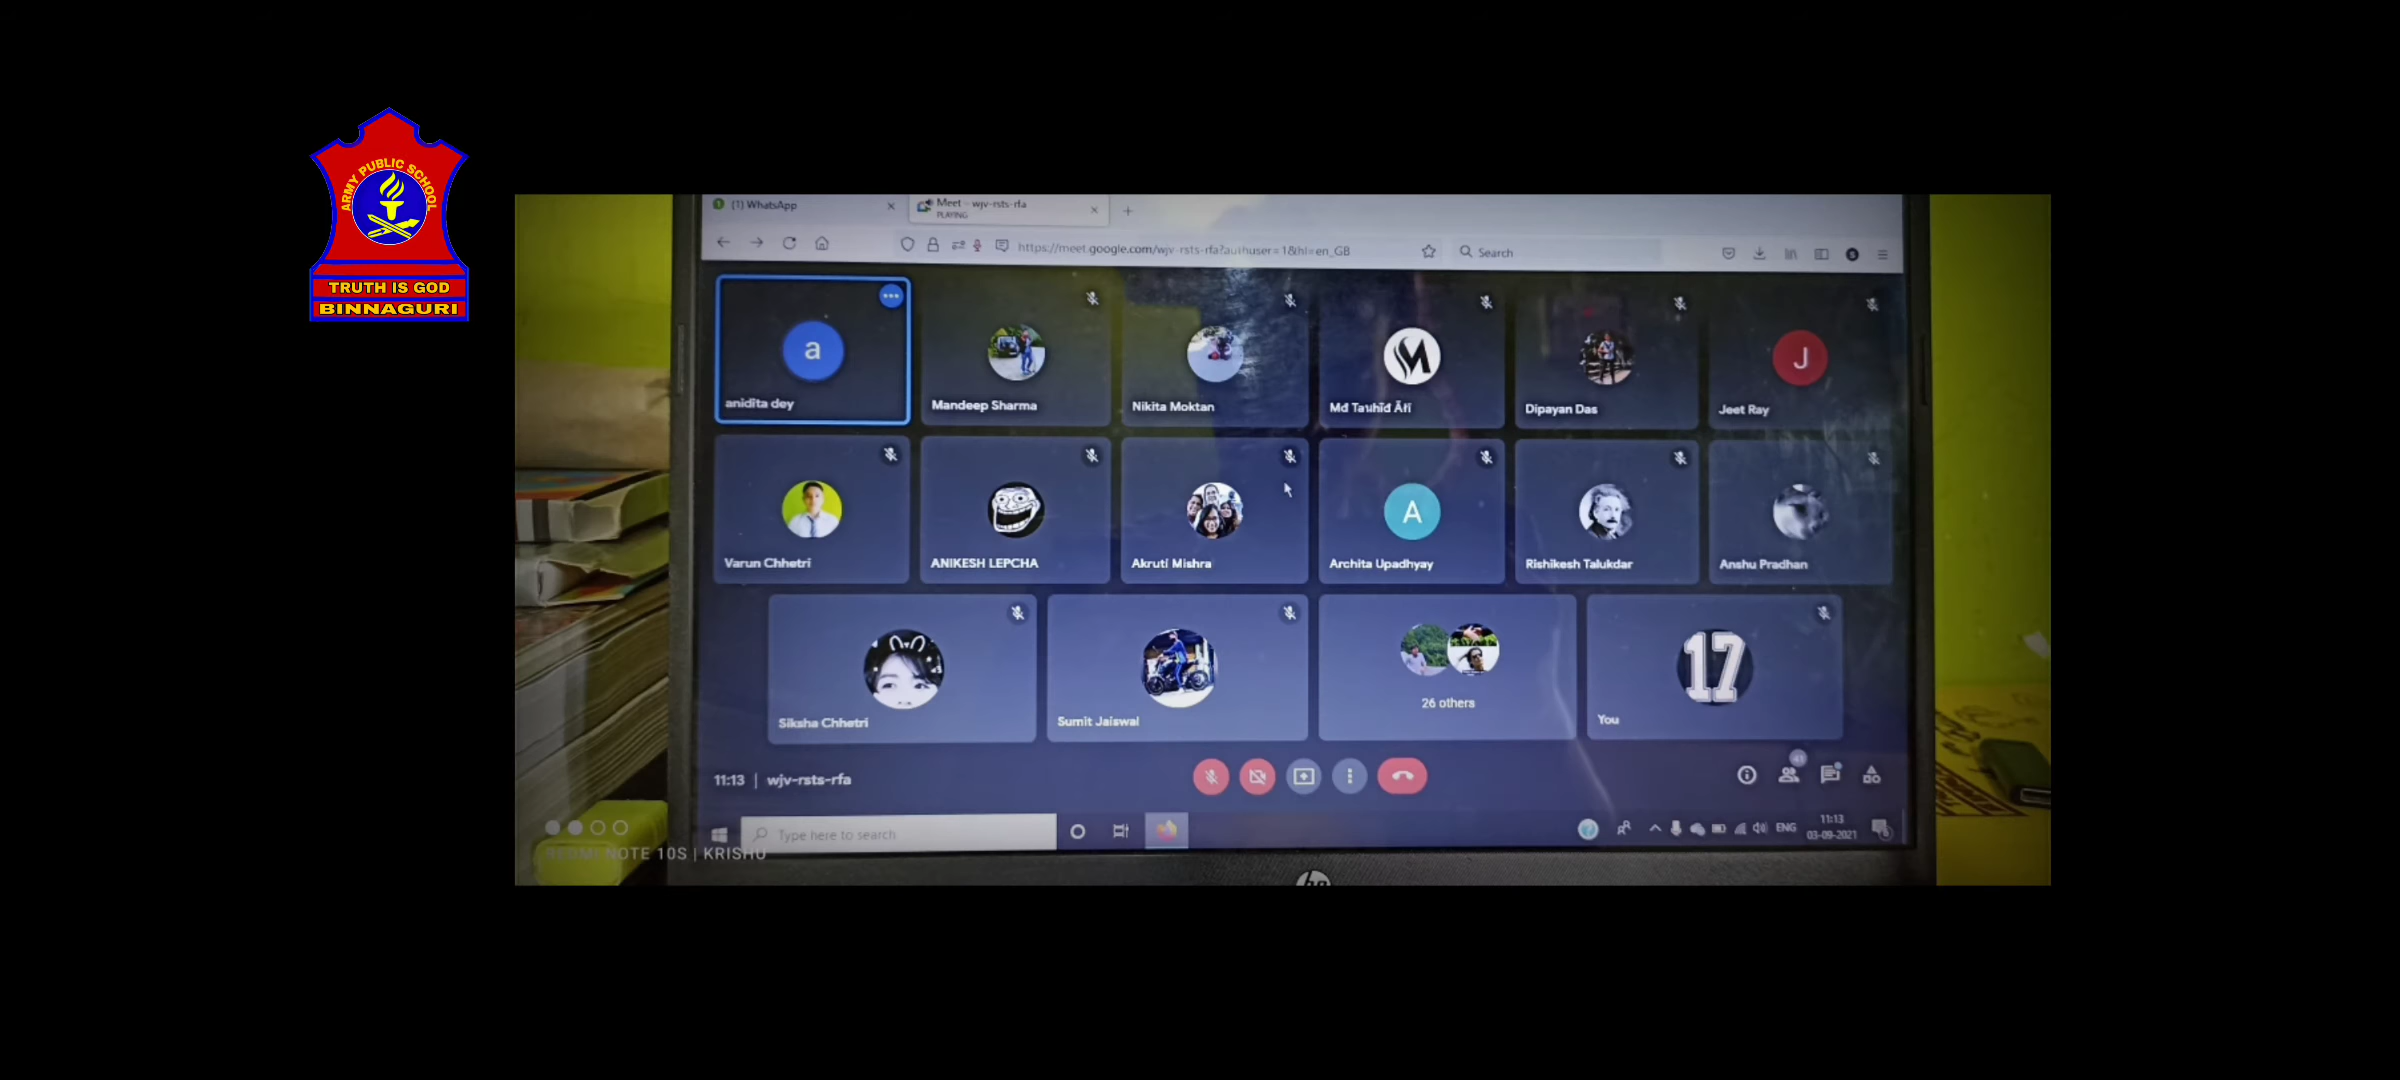 ARMY PUBLIC SCHOOL
TRUTH IS GOD
BINNAGURI
(1) WhatsApp
Meet - wjv-rsts-rfa
PLAYING
https://meet.google.com/wjv-rsts-rfa?authuser=1&hl=en_GB
Search
a
anidita dey
Mandeep Sharma
Nikita Moktan
M
Md Tauhid Āli
Dipayan Das
J
Jeet Ray
Varun Chhetri
ANIKESH LEPCHA
Akruti Mishra
A
Archita Upadhyay
Rishikesh Talukdar
Anshu Pradhan
Siksha Chhetri
Sumit Jaiswal
26 others
17
You
11:13 | wjv-rsts-rfa
41
Type here to search
ENG
11:13
03-09-2021
REDMI NOTE 10S | KRISHU
hp